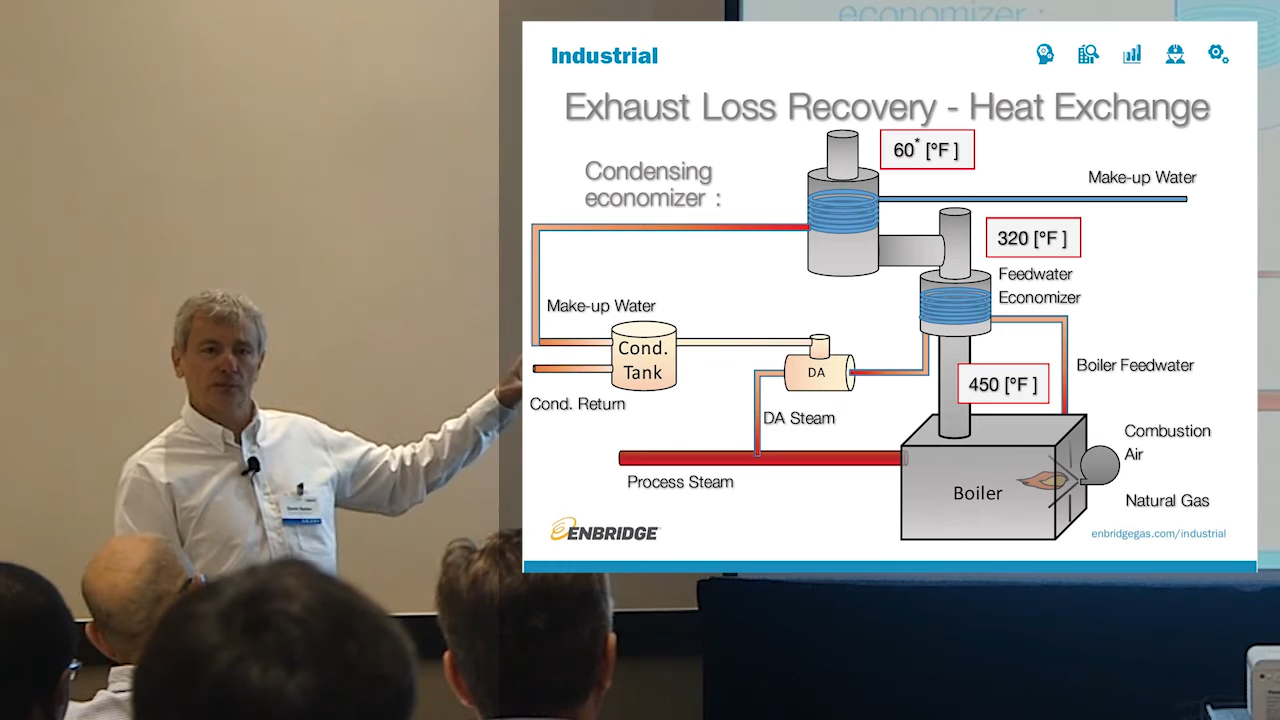 economizer :
Industrial
Exhaust Loss Recovery - Heat Exchange
60* [°F ]
Condensing
economizer :
Make-up Water
320 [°F ]
Feedwater
Economizer
Make-up Water
Cond.
Tank
DA
Boiler Feedwater
450 [°F ]
Cond. Return
DA Steam
Combustion
Air
Process Steam
Boiler
Natural Gas
ENBRIDGE
enbridgegas.com/industrial